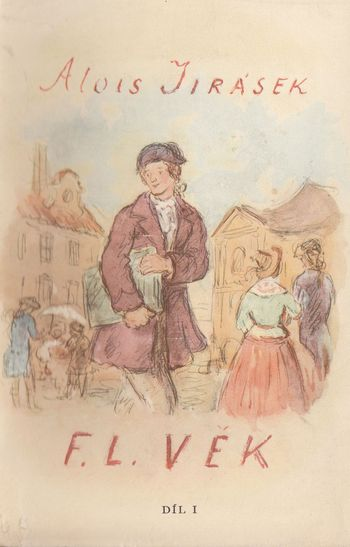 Alois Jirásek
F. L. VĚK
DÍL I